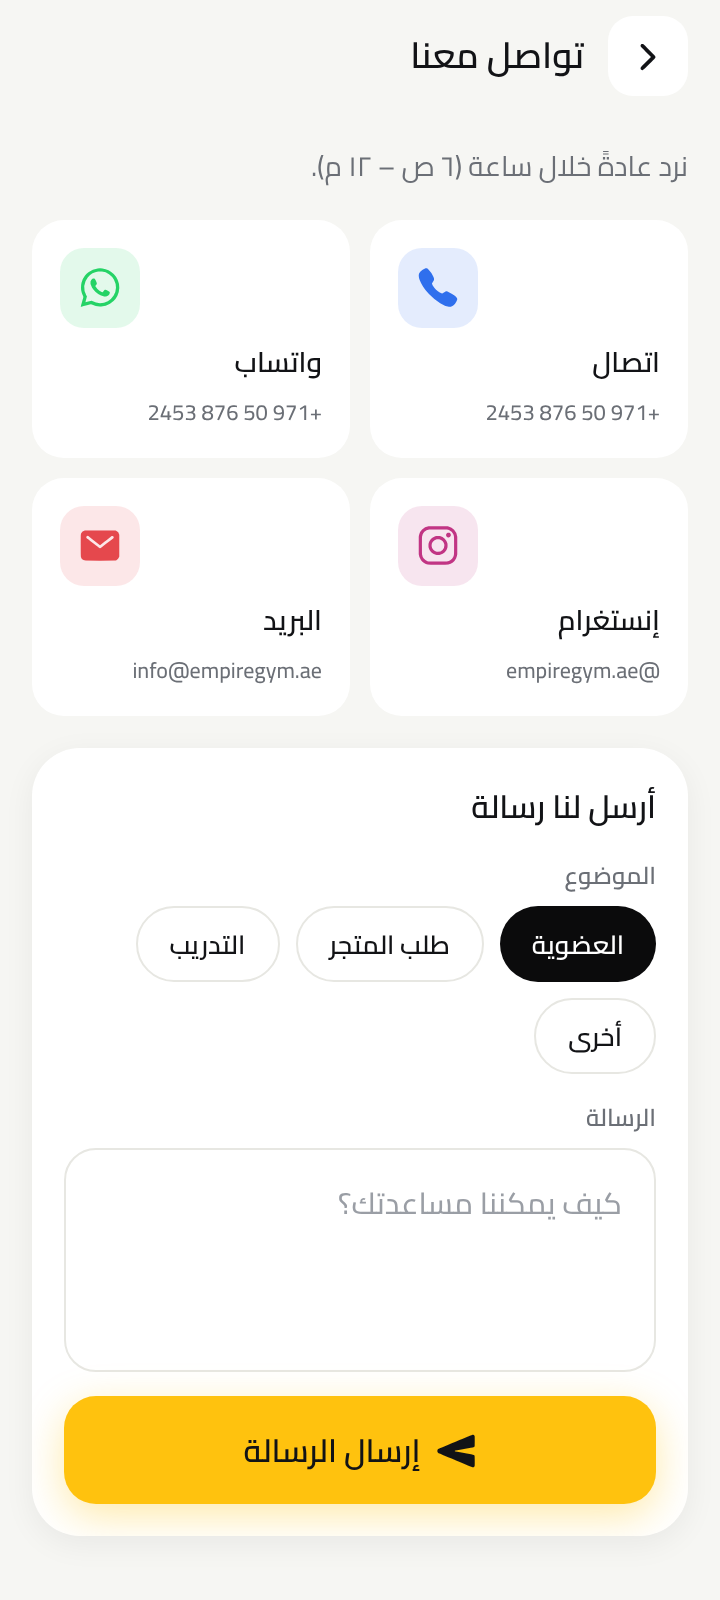 تواصل معنا
نرد عادةً خلال ساعة (٦ ص – ١٢ م).
اتصال
+971 50 876 2453
واتساب
+971 50 876 2453
إنستغرام
@empiregym.ae
البريد
info@empiregym.ae
أرسل لنا رسالة
الموضوع
العضوية
طلب المتجر
التدريب
أخرى
الرسالة
كيف يمكننا مساعدتك؟
إرسال الرسالة